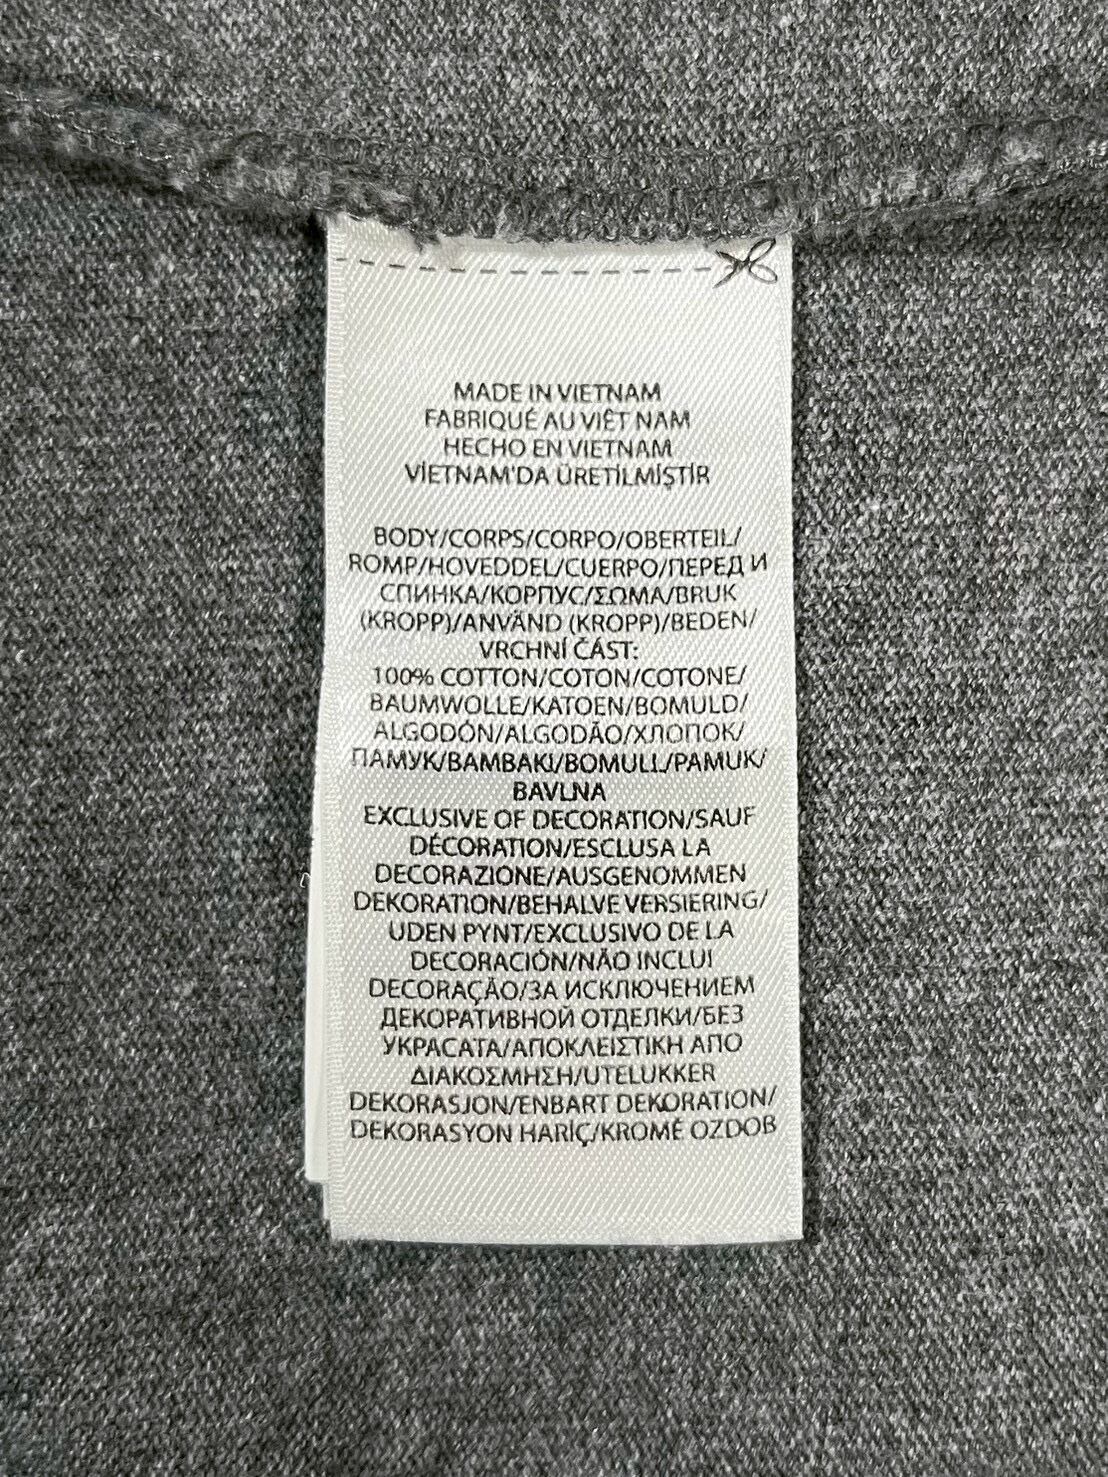 MADE IN VIETNAM
FABRIQUÉ AU VIÊT NAM
HECHO EN VIETNAM
VİETNAM'DA ÜRETİLMİŞTİR
BODY/CORPS/CORPO/OBERTEIL/
ROMP/HOVEDDEL/CUERPO/ПЕРЕД И
СПИНКА/КОРПУС/ΣΩΜΑ/BRUK
(KROPP)/ANVÄND (KROPP)/BEDEN/
VRCHNÍ ČÁST:
100% COTTON/COTON/COTONE/
BAUMWOLLE/KATOEN/BOMULD/
ALGODÓN/ALGODÃO/ХЛОПОК/
ПАМУК/ΒΑΜΒΑΚΙ/BOMULL/PAMUK/
BAVLNA
EXCLUSIVE OF DECORATION/SAUF
DÉCORATION/ESCLUSA LA
DECORAZIONE/AUSGENOMMEN
DEKORATION/BEHALVE VERSIERING/
UDEN PYNT/EXCLUSIVO DE LA
DECORACIÓN/NÃO INCLUI
DECORAÇÃO/ЗА ИСКЛЮЧЕНИЕМ
ДЕКОРАТИВНОЙ ОТДЕЛКИ/БЕЗ
УКРАСАТА/ΑΠΟΚΛΕΙΣΤΙΚΗ ΑΠΟ
ΔΙΑΚΟΣΜΗΣΗ/UTELUKKER
DEKORASJON/ENBART DEKORATION/
DEKORASYON HARİÇ/KROMĚ OZDOB